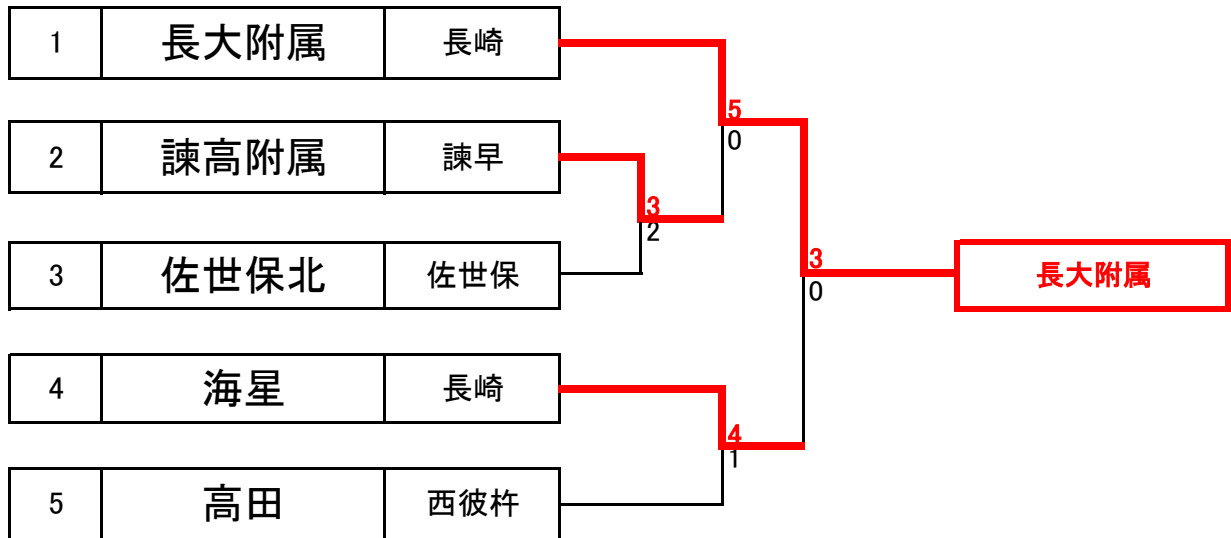 1 長大附属 長崎
5
0
2 諫高附属 諫早
3
2
3 佐世保北 佐世保
3
0
長大附属
4 海星 長崎
4
1
5 高田 西彼杵